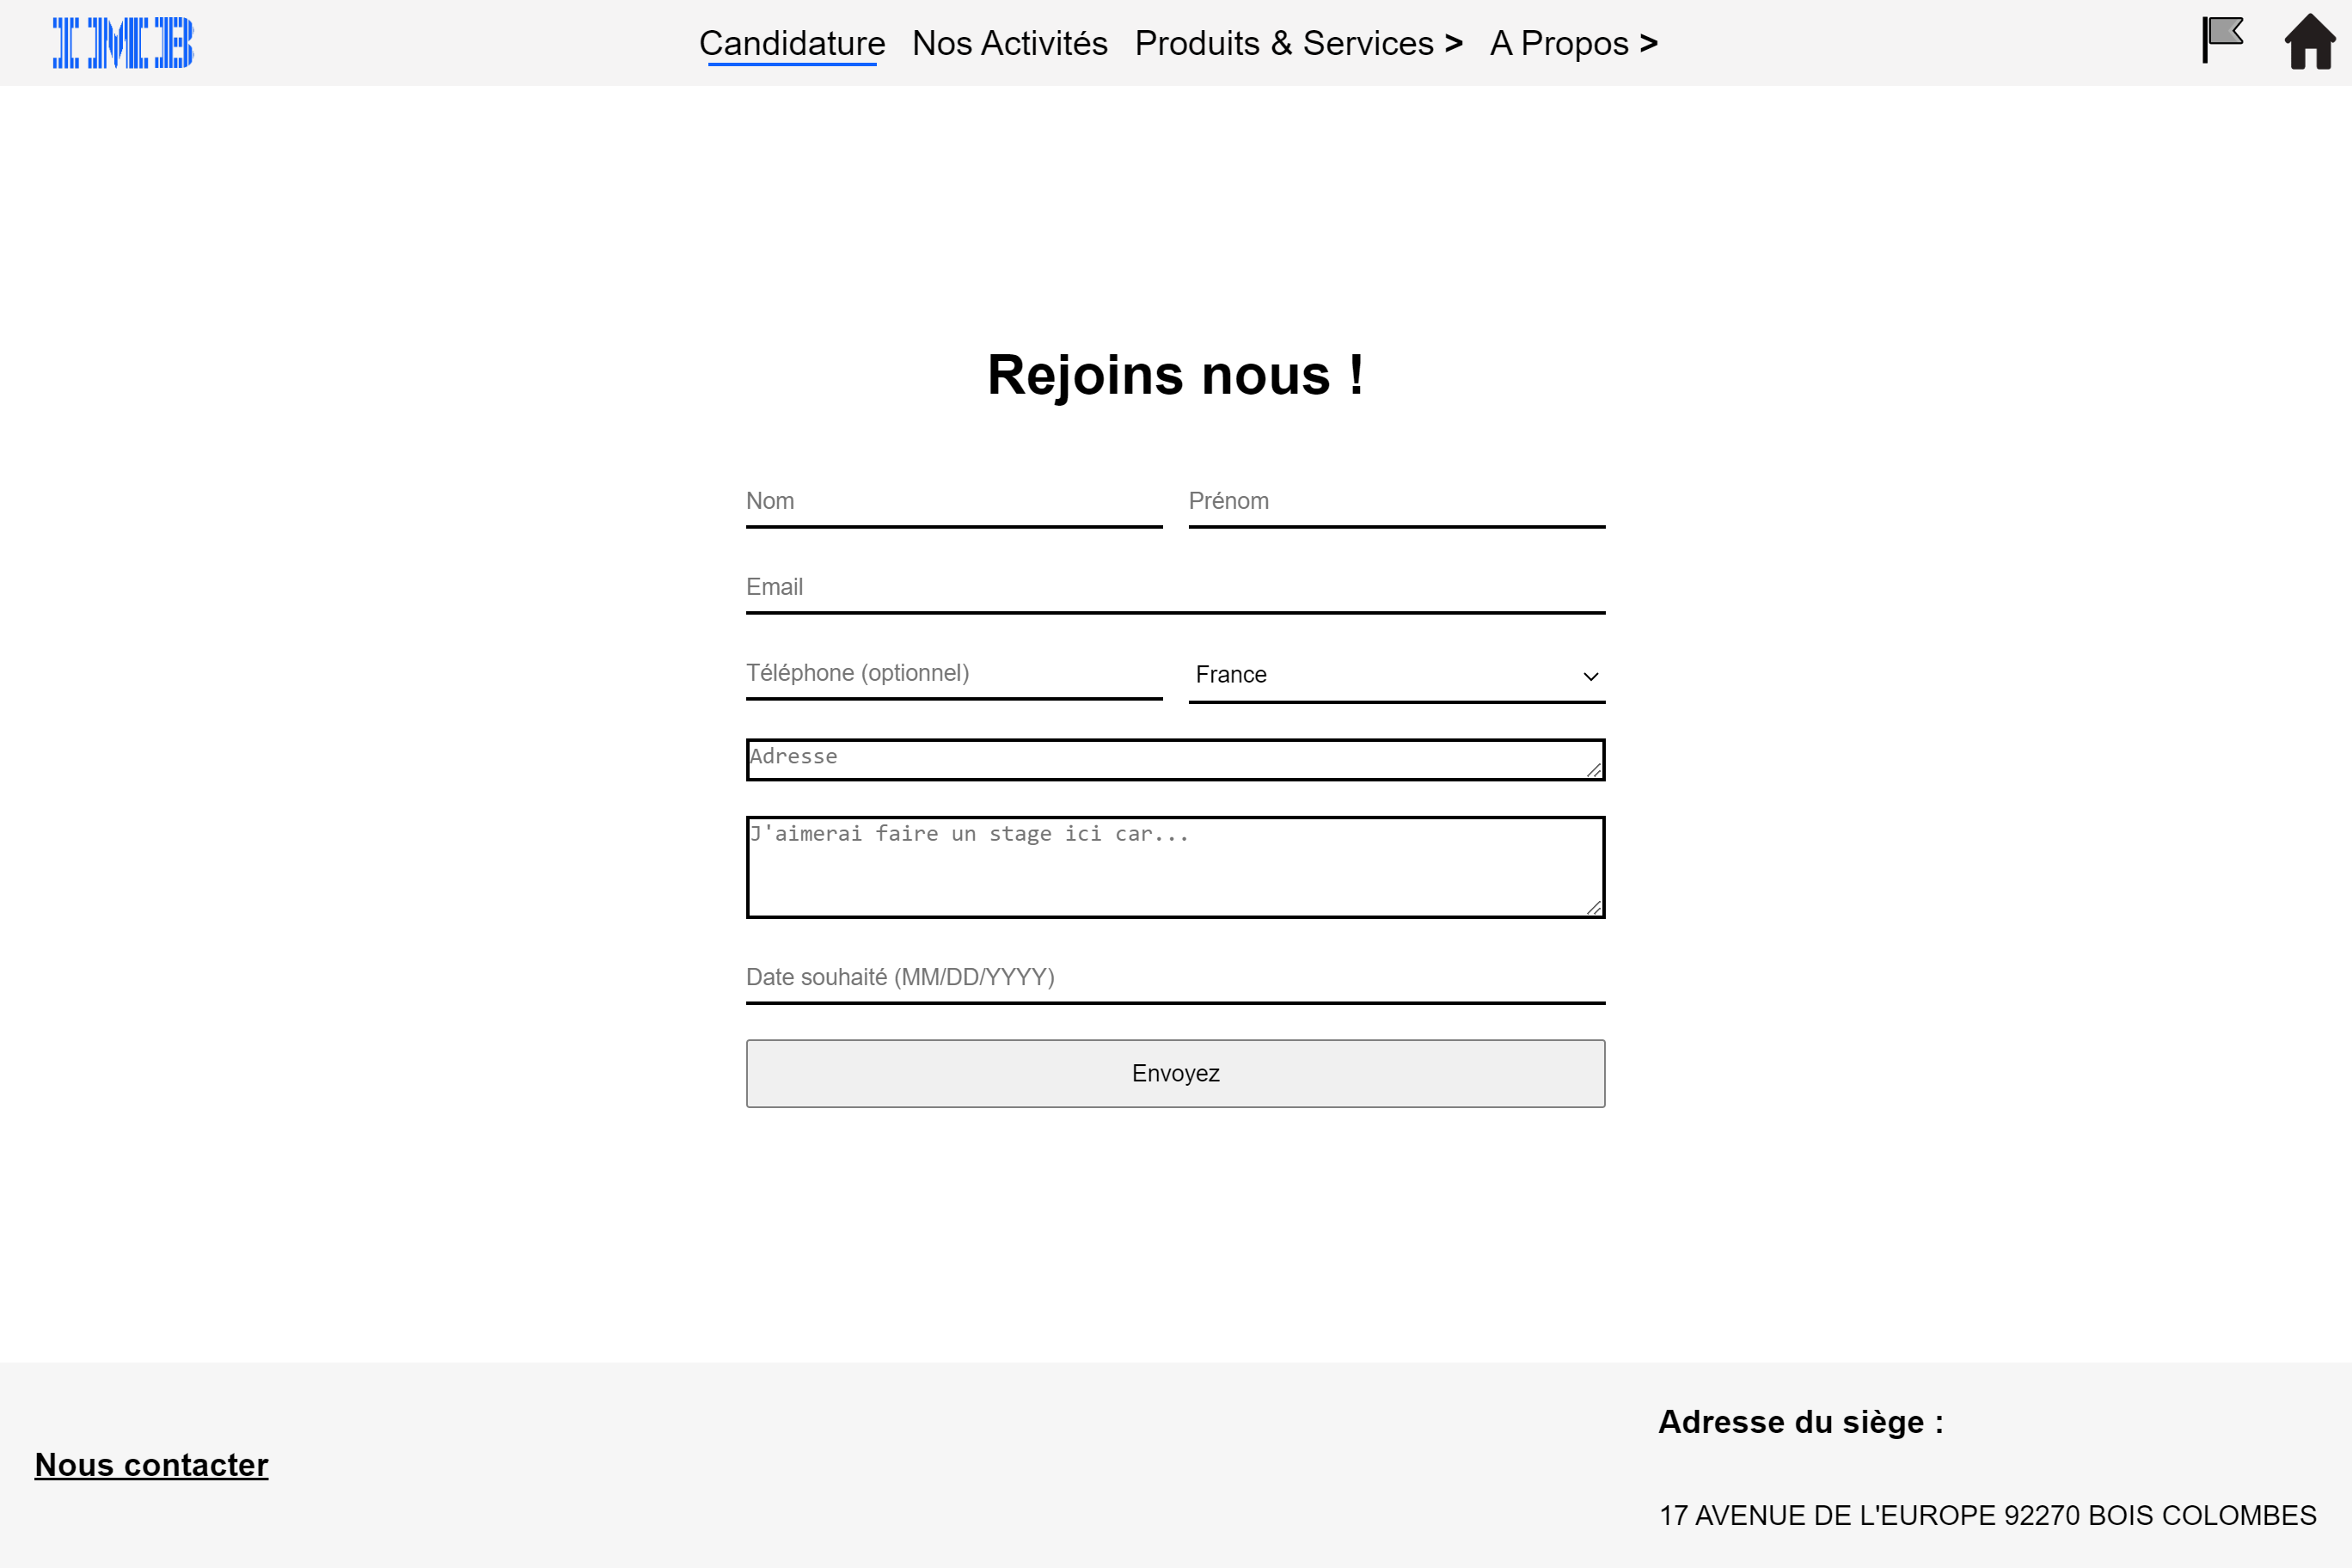 IMB
Candidature Nos Activités Produits & Services > A Propos >
Rejoins nous !
Nom Prénom
Email
Téléphone (optionnel) France
Adresse
J'aimerai faire un stage ici car...
Date souhaité (MM/DD/YYYY)
Envoyez
Adresse du siège :
Nous contacter
17 AVENUE DE L'EUROPE 92270 BOIS COLOMBES